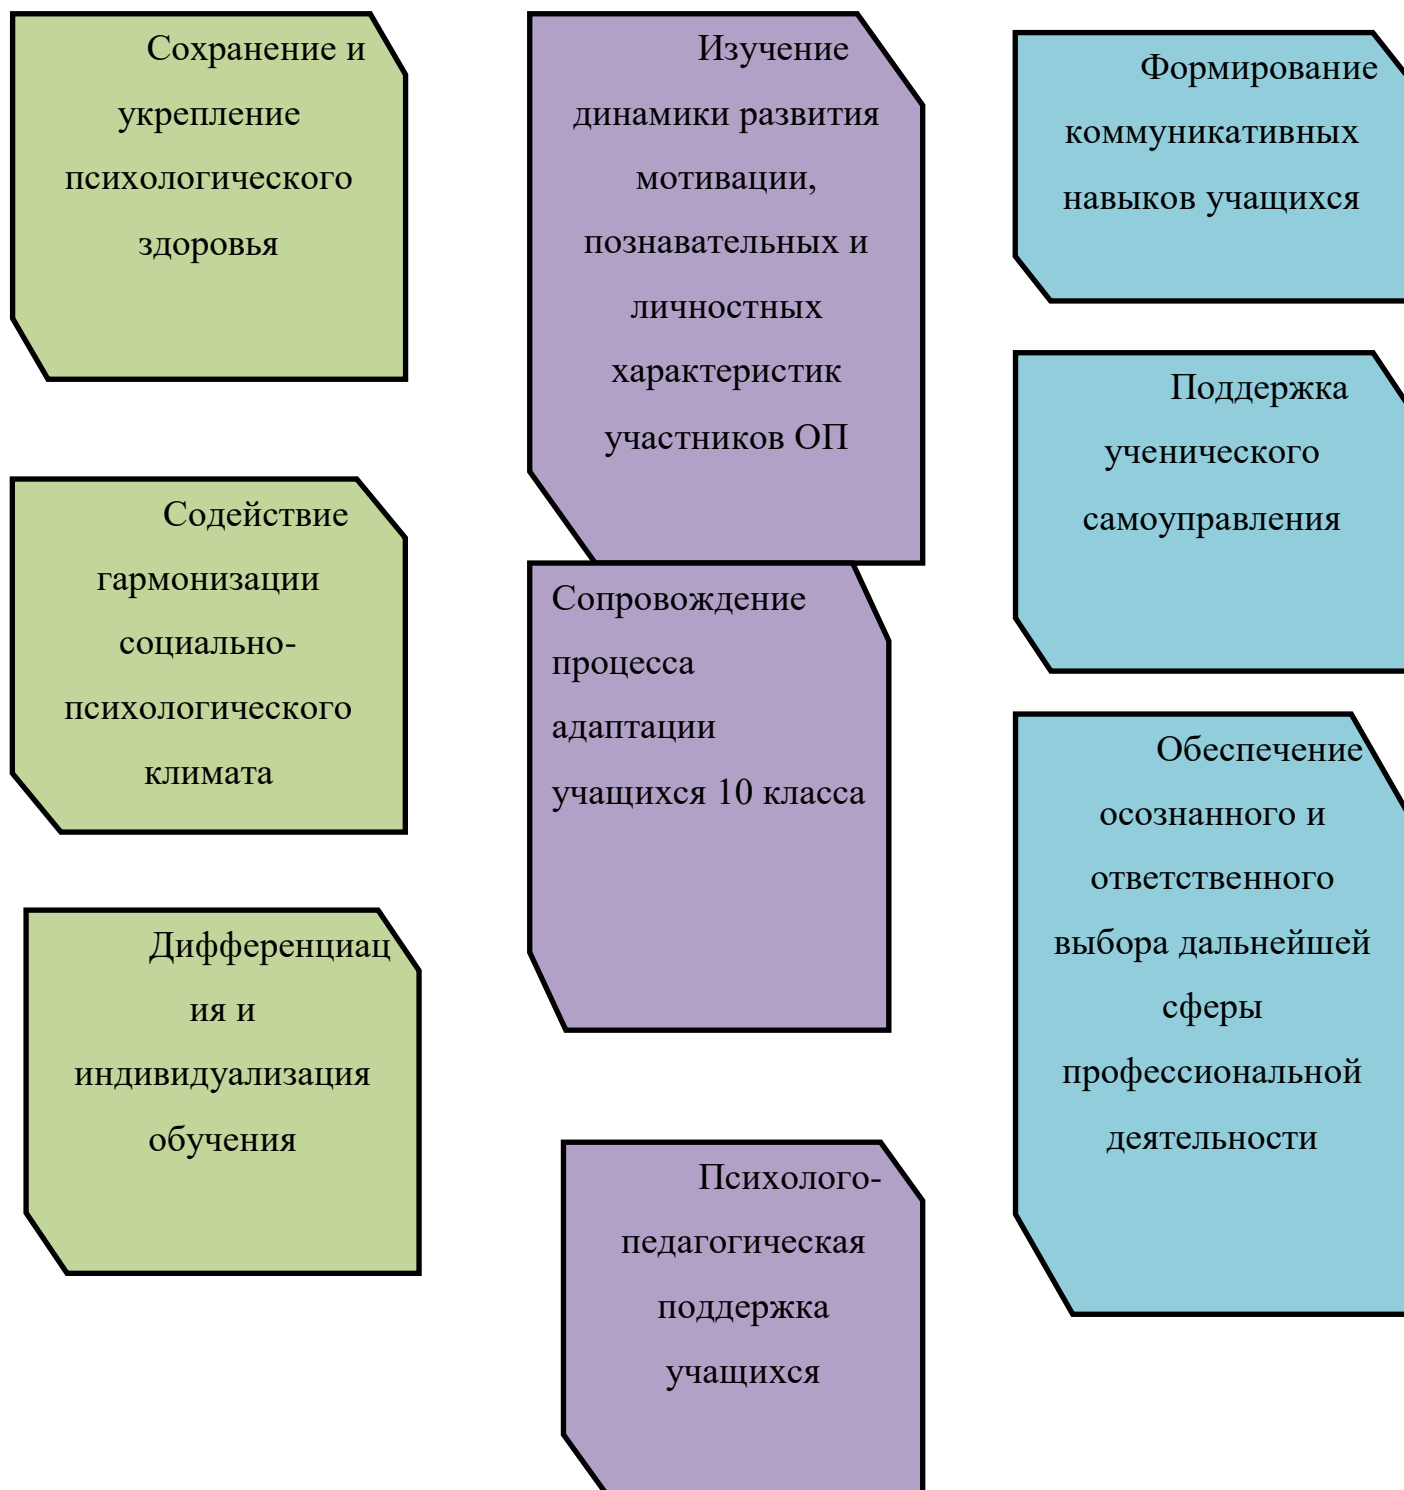 Сохранение и
укрепление
психологического
здоровья
Содействие
гармонизации
социально-
психологического
климата
Дифференциац
ия и
индивидуализация
обучения
Изучение
динамики развития
мотивации,
познавательных и
личностных
характеристик
участников ОП
Сопровождение
процесса
адаптации
учащихся 10 класса
Психолого-
педагогическая
поддержка
учащихся
Формирование
коммуникативных
навыков учащихся
Поддержка
ученического
самоуправления
Обеспечение
осознанного и
ответственного
выбора дальнейшей
сферы
профессиональной
деятельности